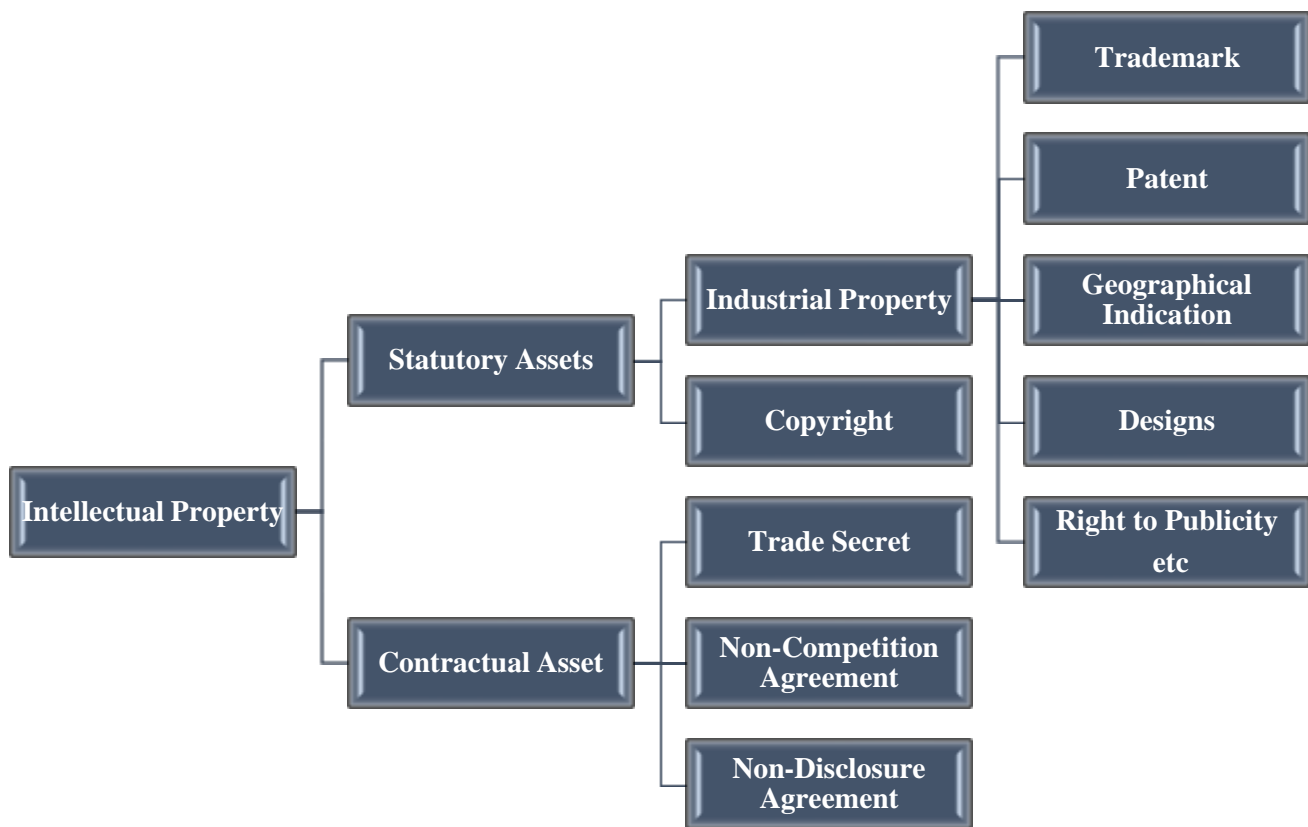 Trademark
Patent
Industrial Property
Geographical
Indication
Statutory Assets
Copyright
Designs
Intellectual Property
Trade Secret
Right to Publicity
etc
Contractual Asset
Non-Competition
Agreement
Non-Disclosure
Agreement